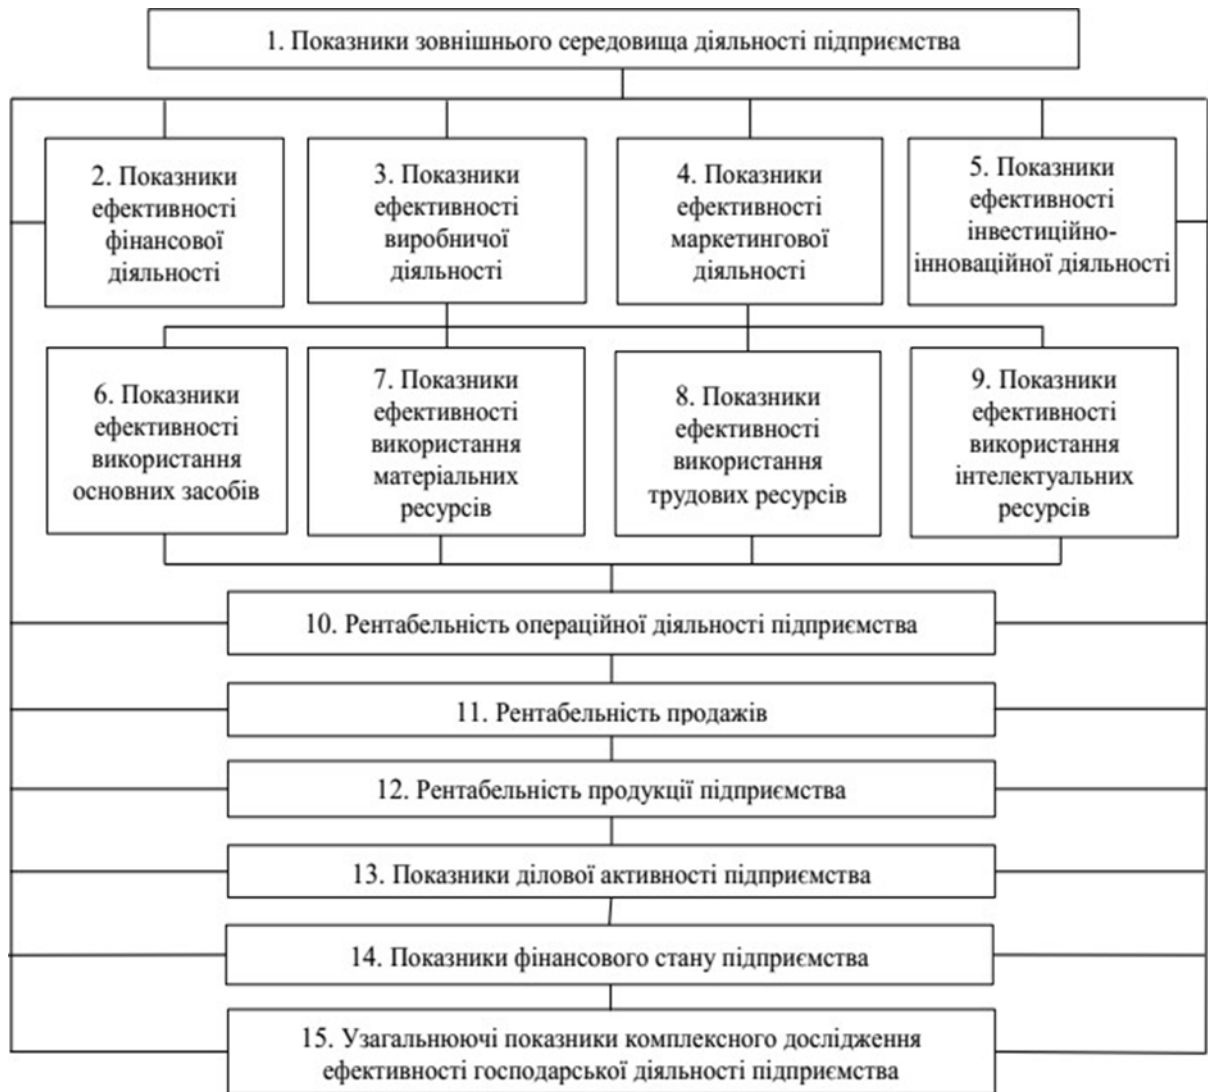 1. Показники зовнішнього середовища діяльності підприємства
2. Показники
ефективності
фінансової
діяльності
3. Показники
ефективності
виробничої
діяльності
4. Показники
ефективності
маркетингової
діяльності
5. Показники
ефективності
інвестиційно-
інноваційної діяльності
6. Показники
ефективності
використання
основних засобів
7. Показники
ефективності
використання
матеріальних
ресурсів
8. Показники
ефективності
використання
трудових ресурсів
9. Показники
ефективності
використання
інтелектуальних
ресурсів
10. Рентабельність операційної діяльності підприємства
11. Рентабельність продажів
12. Рентабельність продукції підприємства
13. Показники ділової активності підприємства
14. Показники фінансового стану підприємства
15. Узагальнюючі показники комплексного дослідження
ефективності господарської діяльності підприємства